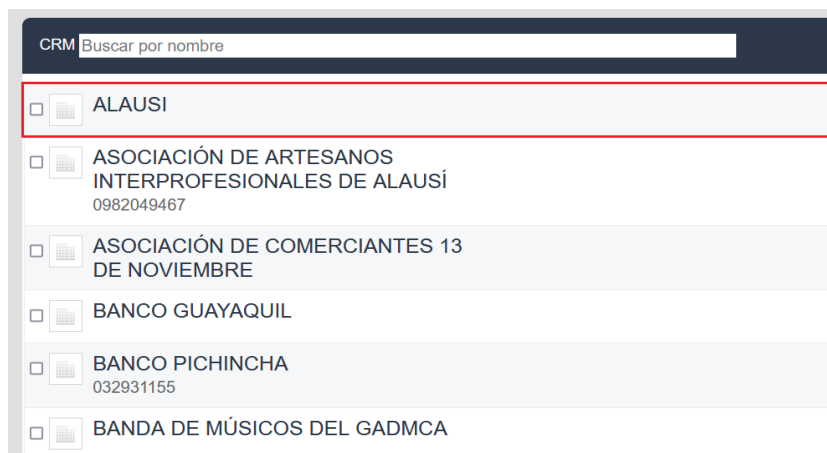 CRM Buscar por nombre
ALAUSI
ASOCIACIÓN DE ARTESANOS
INTERPROFESIONALES DE ALAUSÍ
0982049467
ASOCIACIÓN DE COMERCIANTES 13
DE NOVIEMBRE
BANCO GUAYAQUIL
BANCO PICHINCHA
032931155
BANDA DE MÚSICOS DEL GADMCA